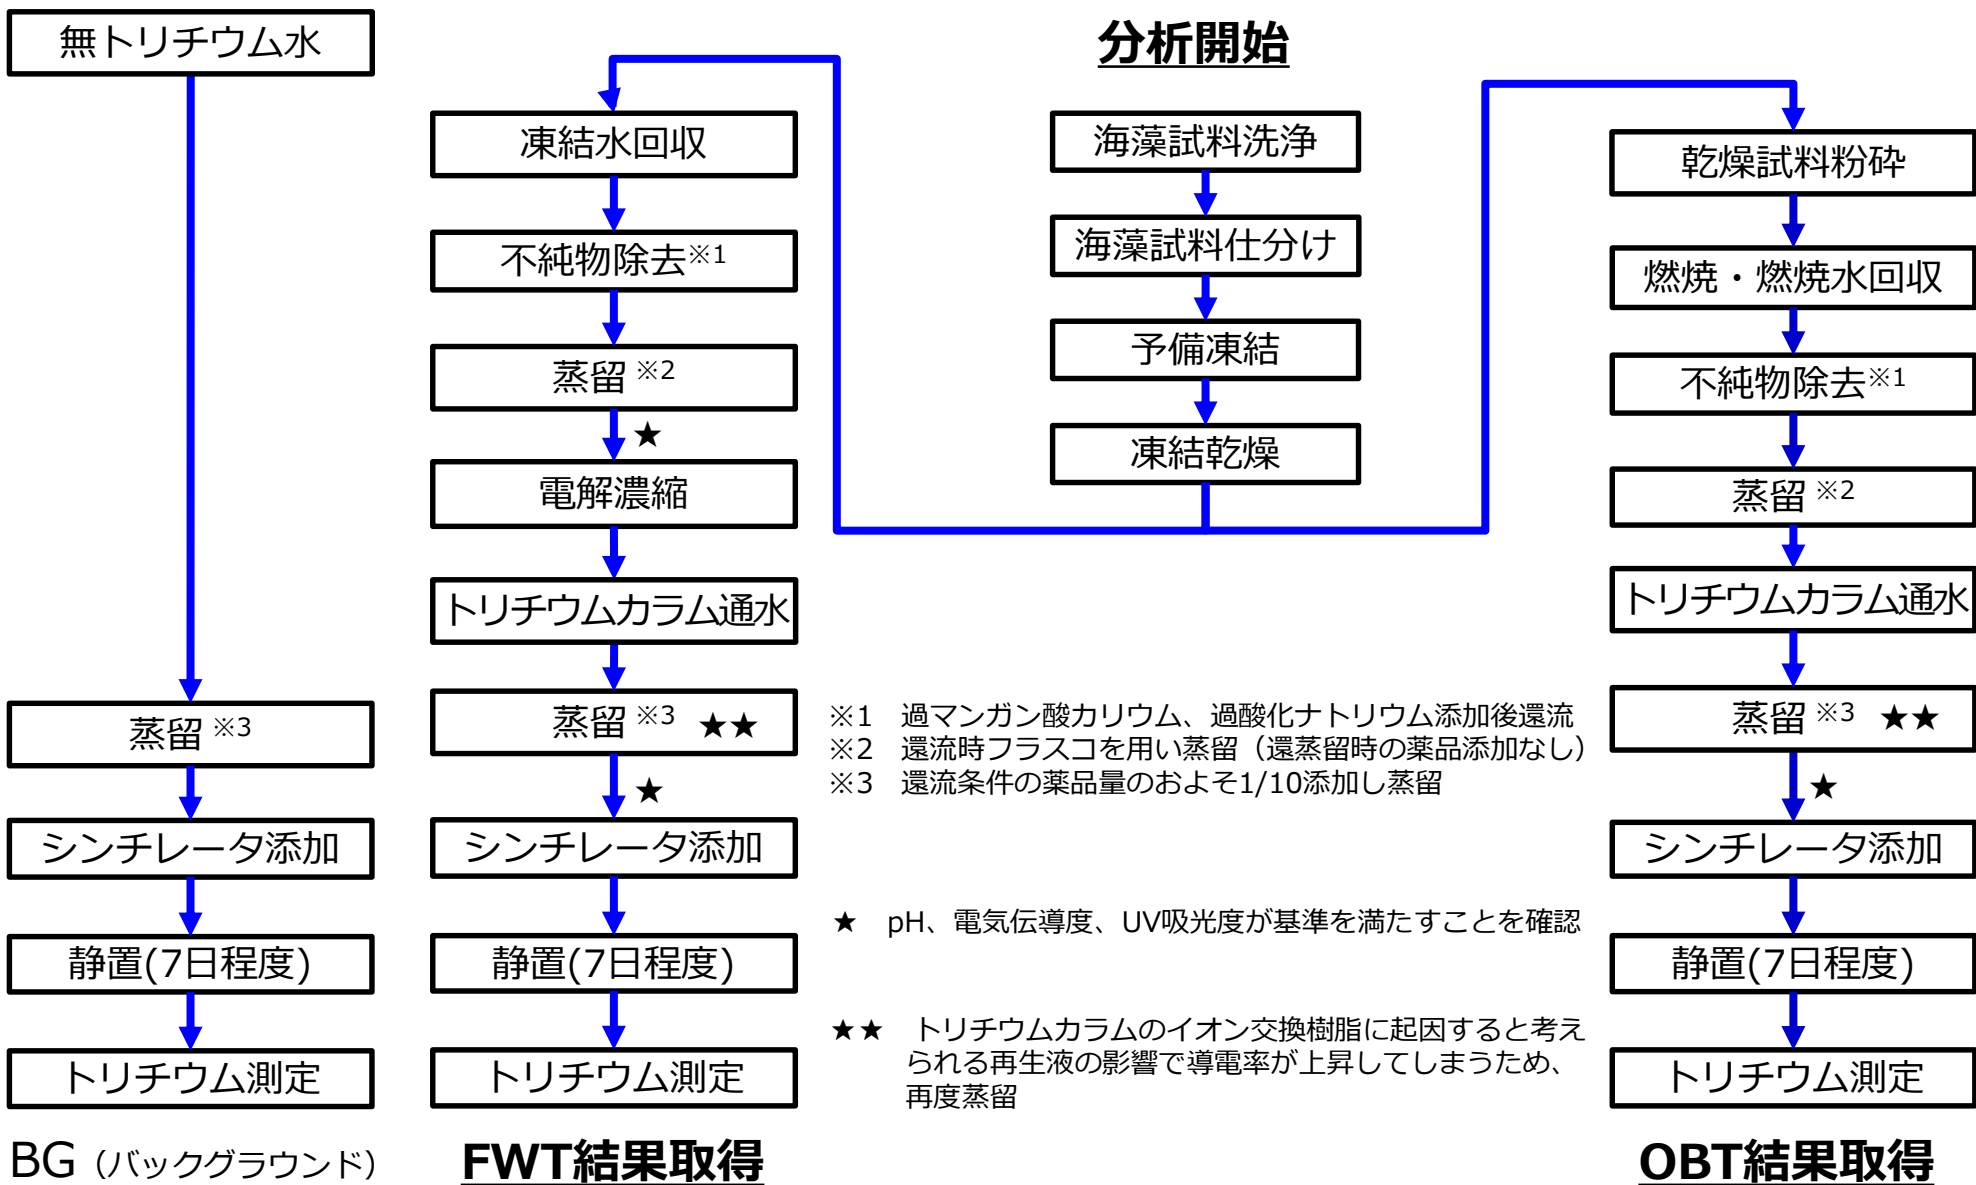 無トリチウム水
蒸留 ※3
シンチレータ添加
静置(7日程度)
トリチウム測定
BG（バックグラウンド）
凍結水回収
不純物除去※1
蒸留 ※2
★
電解濃縮
トリチウムカラム通水
蒸留 ※3 ★★
★
シンチレータ添加
静置(7日程度)
トリチウム測定
FWT結果取得
分析開始
海藻試料洗浄
海藻試料仕分け
予備凍結
凍結乾燥
※1 過マンガン酸カリウム、過酸化ナトリウム添加後還流
※2 還流時フラスコを用い蒸留（還蒸留時の薬品添加なし）
※3 還流条件の薬品量のおよそ1/10添加し蒸留
★ pH、電気伝導度、UV吸光度が基準を満たすことを確認
★★ トリチウムカラムのイオン交換樹脂に起因すると考え
られる再生液の影響で導電率が上昇してしまうため、
再度蒸留
乾燥試料粉砕
燃焼・燃焼水回収
不純物除去※1
蒸留 ※2
トリチウムカラム通水
蒸留 ※3 ★★
★
シンチレータ添加
静置(7日程度)
トリチウム測定
OBT結果取得